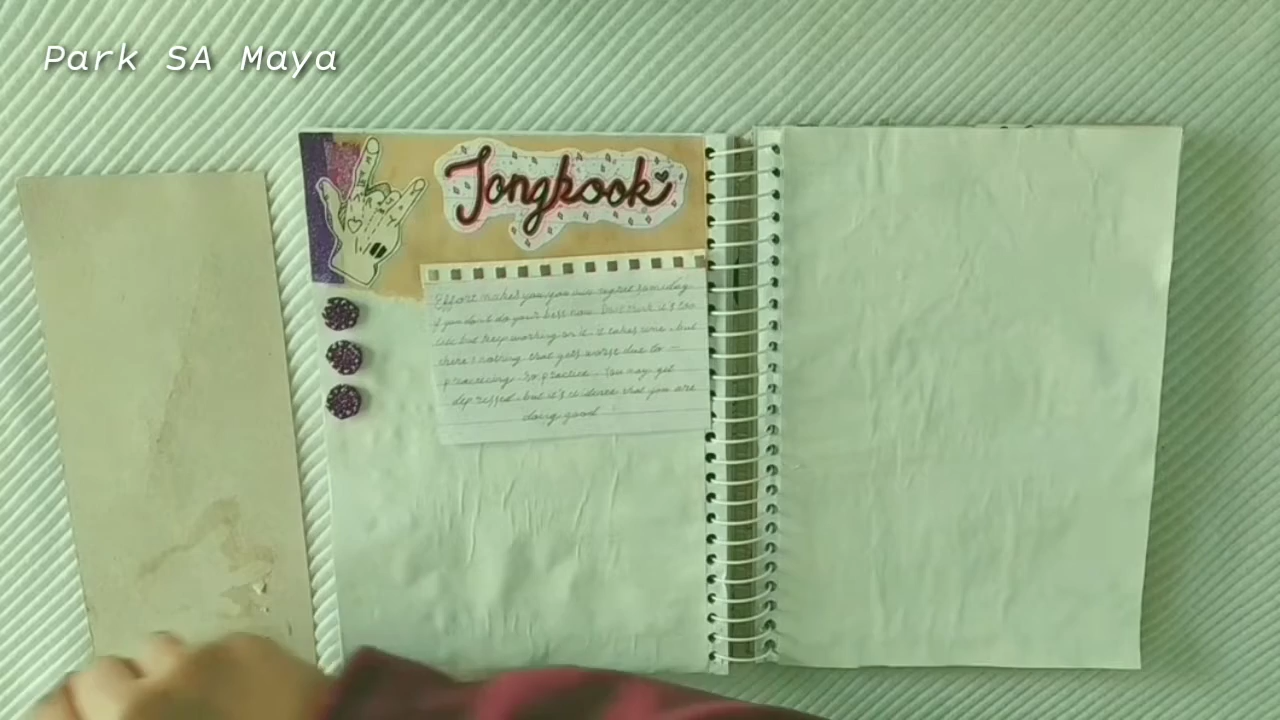 Park SA Maya
Jongkook
Effort makes you. you will regret someday
if you don't do your best now. Don't think it's too
late but keep working on it. it takes time, but
there's nothing that gets worst due to —
practicing. So practice. You may get
depressed, but it's evidence that you are
doing good